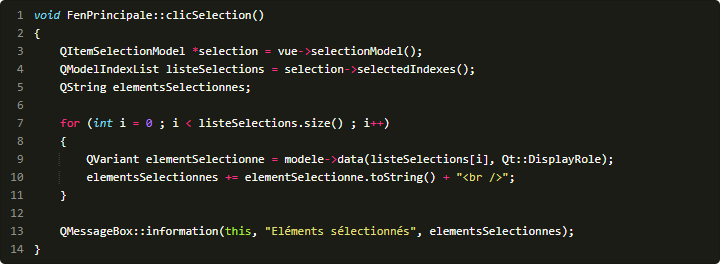 1 void FenPrincipale::clicSelection()
2 {
3     QItemSelectionModel *selection = vue->selectionModel();
4     QModelIndexList listeSelections = selection->selectedIndexes();
5     QString elementsSelectionnes;
6
7     for (int i = 0 ; i < listeSelections.size() ; i++)
8     {
9         QVariant elementSelectionne = modele->data(listeSelections[i], Qt::DisplayRole);
10         elementsSelectionnes += elementSelectionne.toString() + "<br />";
11     }
12
13     QMessageBox::information(this, "Eléments sélectionnés", elementsSelectionnes);
14 }